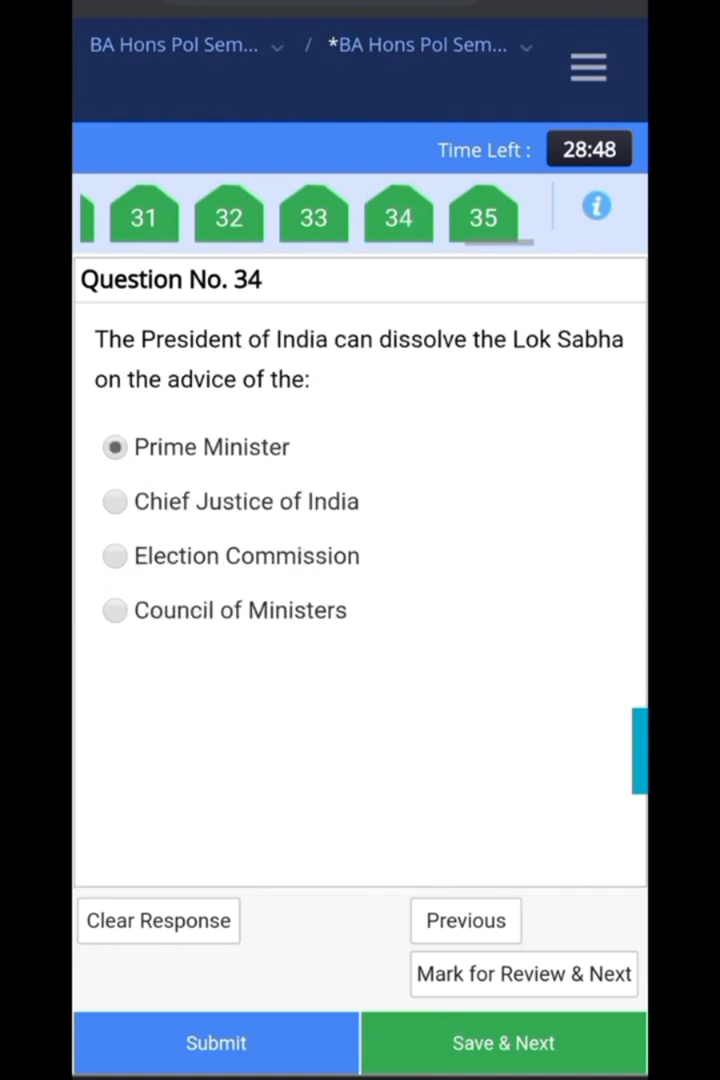 BA Hons Pol Sem... / *BA Hons Pol Sem...
Time Left : 28:48
31 32 33 34 35 i
Question No. 34
The President of India can dissolve the Lok Sabha
on the advice of the:
Prime Minister
Chief Justice of India
Election Commission
Council of Ministers
Clear Response Previous
Mark for Review & Next
Submit Save & Next